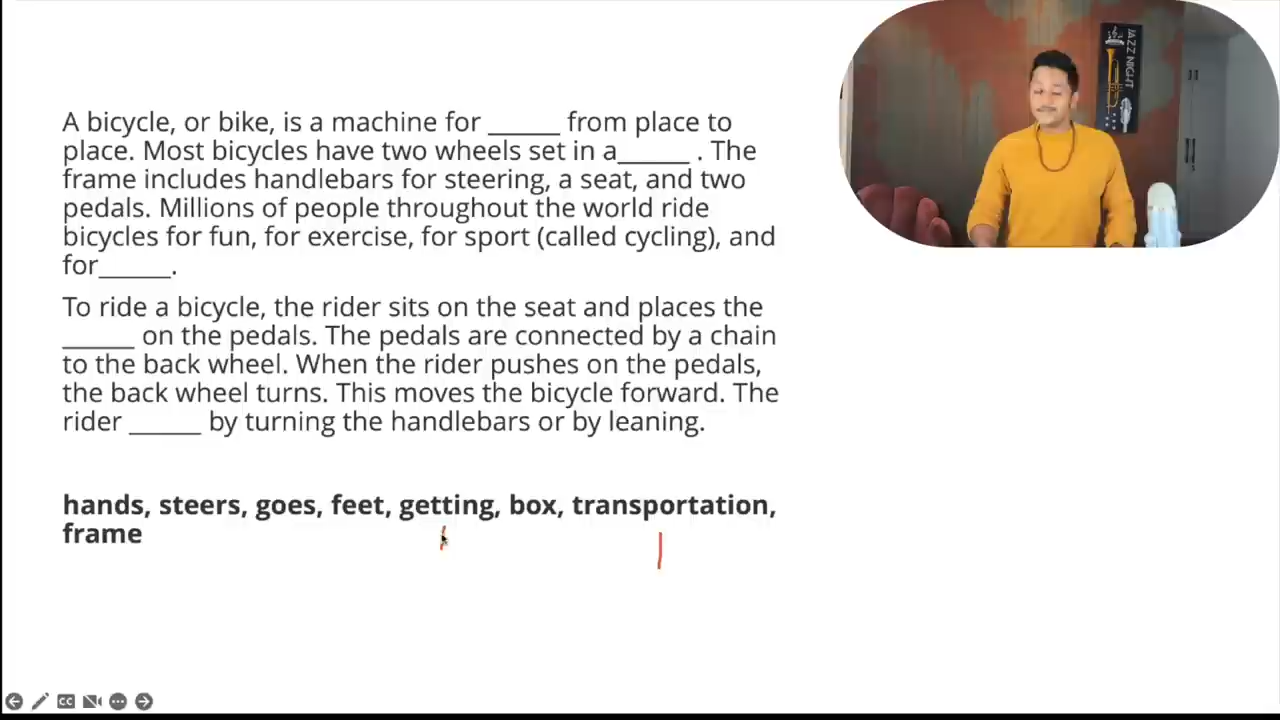 A bicycle, or bike, is a machine for ______ from place to
place. Most bicycles have two wheels set in a______ . The
frame includes handlebars for steering, a seat, and two
pedals. Millions of people throughout the world ride
bicycles for fun, for exercise, for sport (called cycling), and
for______.
To ride a bicycle, the rider sits on the seat and places the
______ on the pedals. The pedals are connected by a chain
to the back wheel. When the rider pushes on the pedals,
the back wheel turns. This moves the bicycle forward. The
rider ______ by turning the handlebars or by leaning.
hands, steers, goes, feet, getting, box, transportation,
frame
JAZZ NIGHT
CC